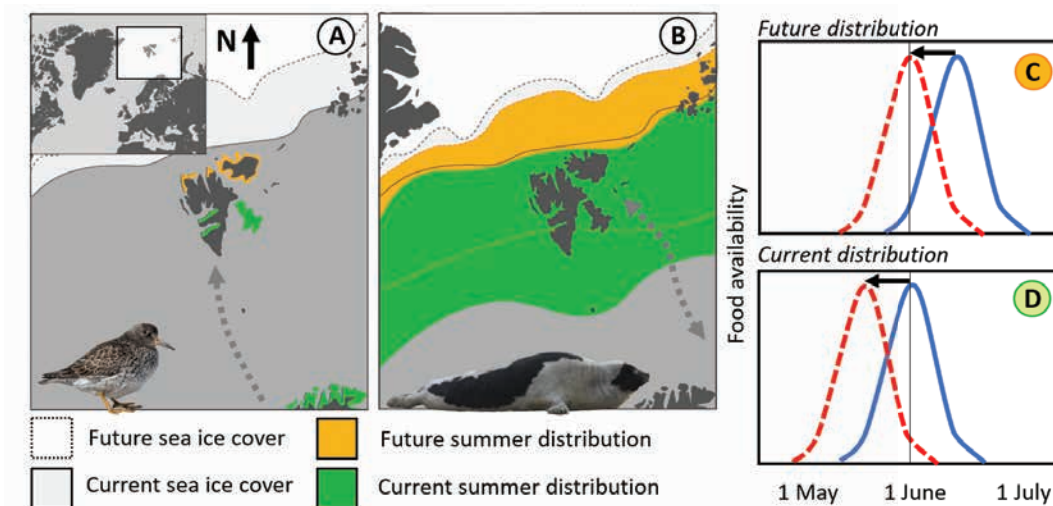 N
A
B
Future distribution
C
Food availability
Current distribution
D
1 May
1 June
1 July
Future sea ice cover
Current sea ice cover
Future summer distribution
Current summer distribution